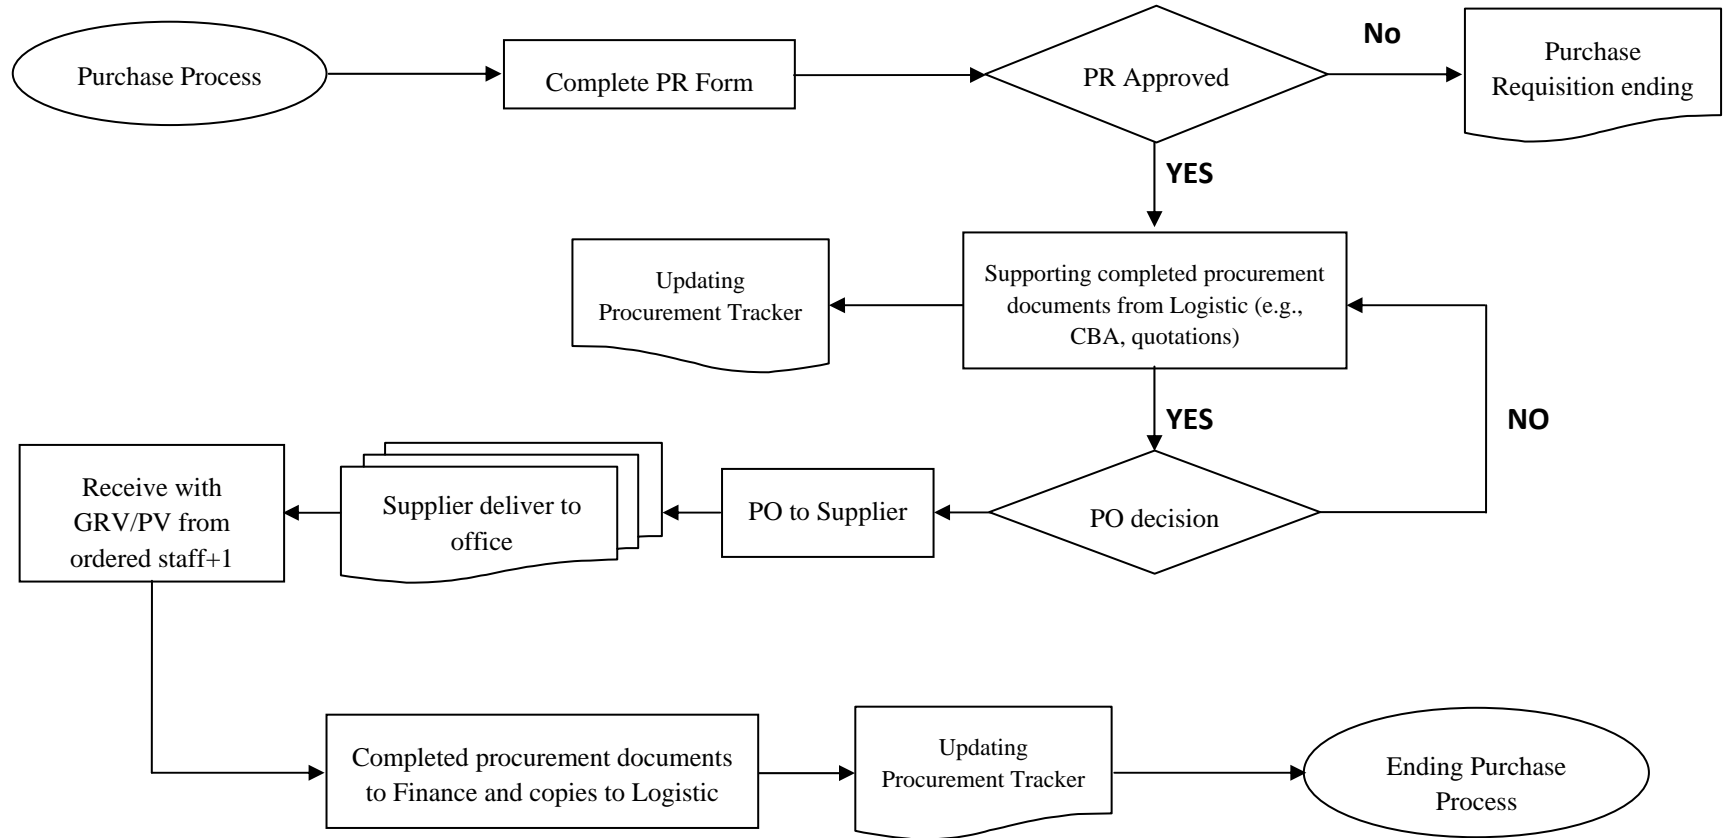 Purchase Process
Complete PR Form
PR Approved
No
Purchase
Requisition ending
YES
Updating
Procurement Tracker
Supporting completed procurement
documents from Logistic (e.g.,
CBA, quotations)
YES
NO
Receive with
GRV/PV from
ordered staff+1
Supplier deliver to
office
PO to Supplier
PO decision
Completed procurement documents
to Finance and copies to Logistic
Updating
Procurement Tracker
Ending Purchase
Process